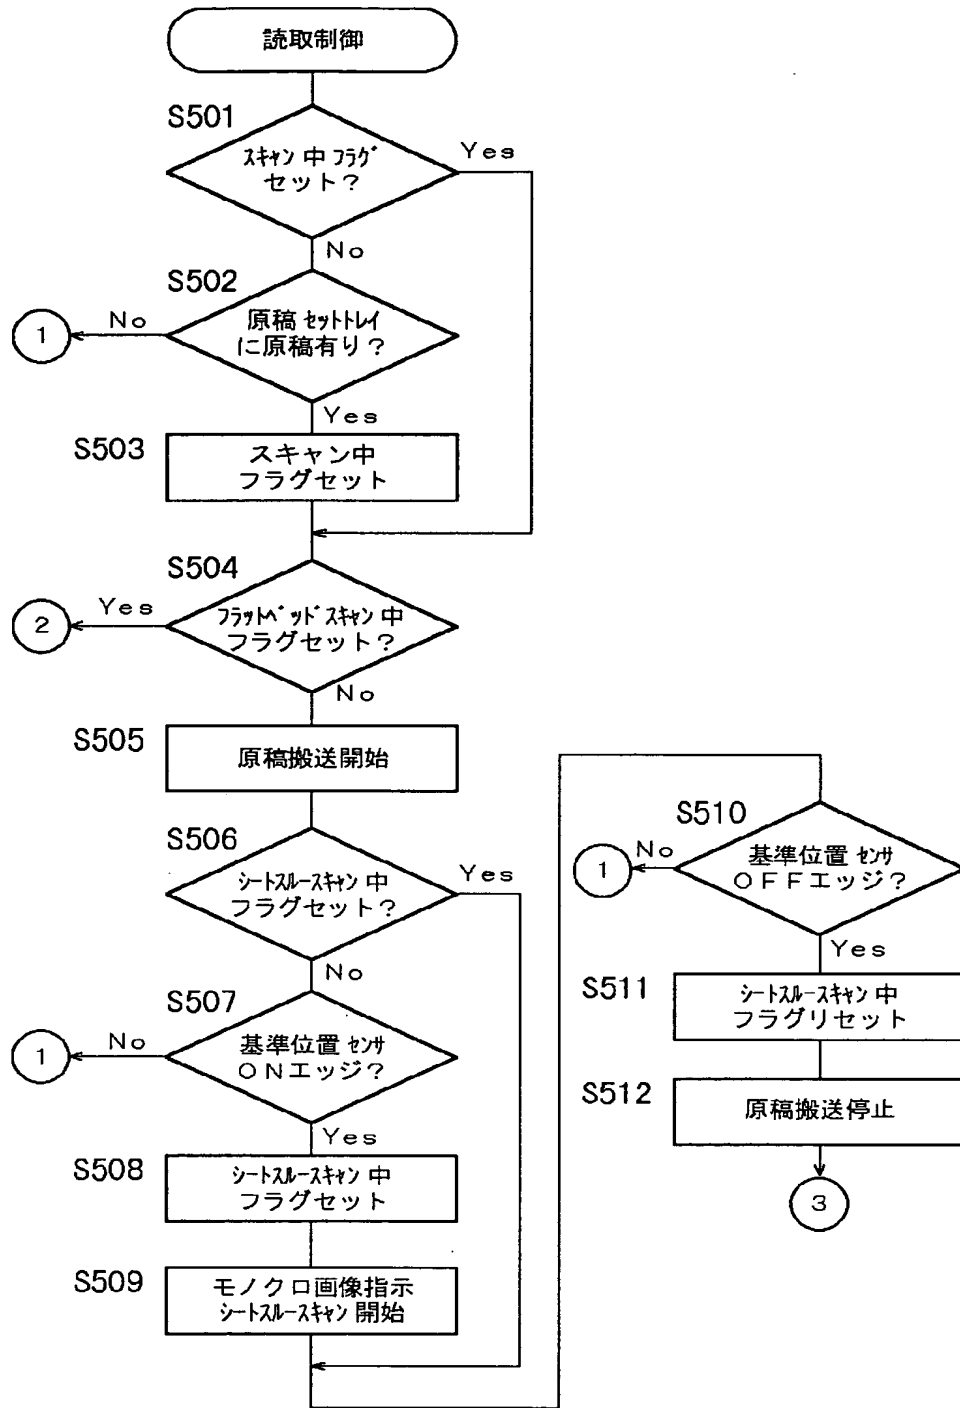 読取制御
S501
スキャン中フラグ
セット?
Yes
No
S502
原稿セットトレイ
に原稿有り?
No
1
Yes
S503
スキャン中
フラグセット
S504
フラットベッドスキャン中
フラグセット?
Yes
2
No
S505
原稿搬送開始
S506
シートスルースキャン中
フラグセット?
Yes
No
S507
基準位置センサ
ONエッジ?
No
1
Yes
S508
シートスルースキャン中
フラグセット
S509
モノクロ画像指示
シートスルースキャン開始
S510
基準位置センサ
OFFエッジ?
No
1
Yes
S511
シートスルースキャン中
フラグリセット
S512
原稿搬送停止
3